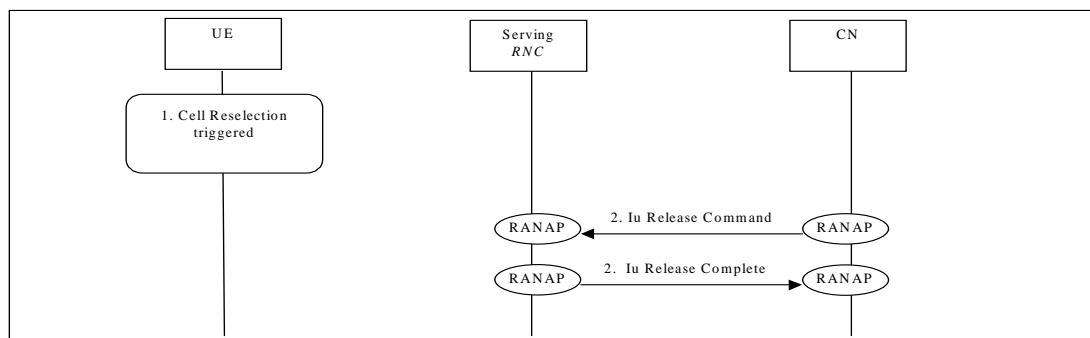 UE
Serving
RNC
CN
1. Cell Reselection
triggered
2. Iu Release Command
RANAP
RANAP
2. Iu Release Complete
RANAP
RANAP